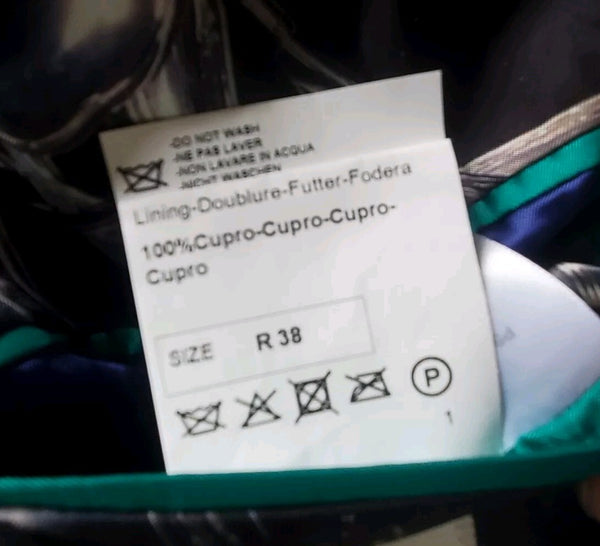 -DO NOT WASH
-NE PAS LAVER
-NON LAVARE IN ACQUA
-NICHT WASCHEN
Lining-Doublure-Futter-Fodera
100%Cupro-Cupro-Cupro-
Cupro
SIZE R 38
P
1